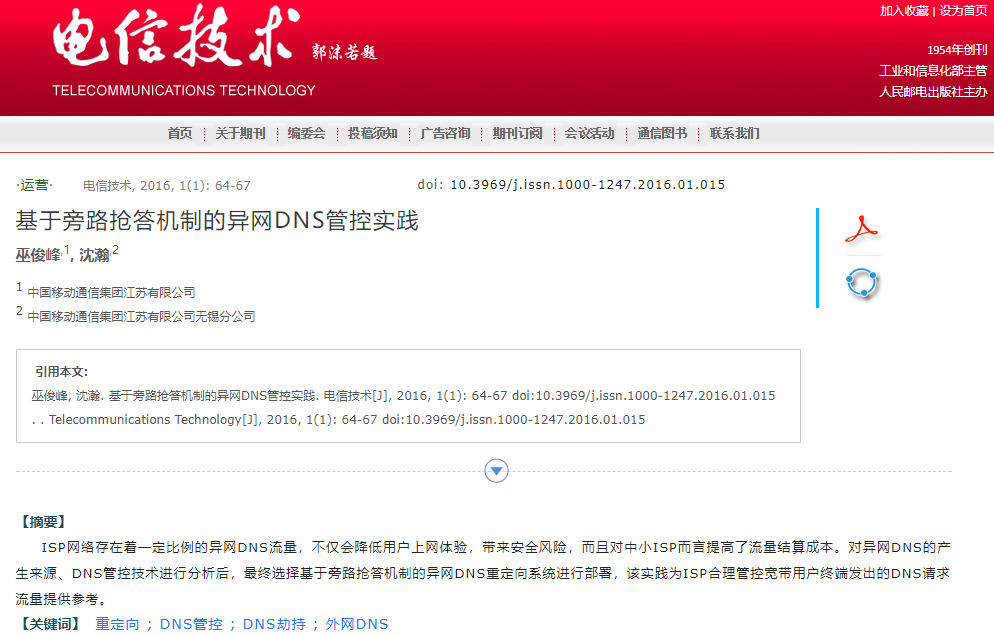 加入收藏 | 设为首页
电信技术 郭沫若题
1954年创刊
工业和信息化部主管
TELECOMMUNICATIONS TECHNOLOGY
人民邮电出版社主办
首页 关于期刊 编委会 投稿须知 广告咨询 期刊订阅 会议活动 通信图书 联系我们
·运营· 电信技术, 2016, 1(1): 64-67 doi: 10.3969/j.issn.1000-1247.2016.01.015
基于旁路抢答机制的异网DNS管控实践
巫俊峰,1, 沈瀚,2
1 中国移动通信集团江苏有限公司
2 中国移动通信集团江苏有限公司无锡分公司
引用本文:
巫俊峰, 沈瀚. 基于旁路抢答机制的异网DNS管控实践. 电信技术[J], 2016, 1(1): 64-67 doi:10.3969/j.issn.1000-1247.2016.01.015
. . Telecommunications Technology[J], 2016, 1(1): 64-67 doi:10.3969/j.issn.1000-1247.2016.01.015
【摘要】
ISP网络存在着一定比例的异网DNS流量，不仅会降低用户上网体验，带来安全风险，而且对中小ISP而言提高了流量结算成本。对异网DNS的产
生来源、DNS管控技术进行分析后，最终选择基于旁路抢答机制的异网DNS重定向系统进行部署，该实践为ISP合理管控宽带用户终端发出的DNS请求
流量提供参考。
【关键词】 重定向 ; DNS管控 ; DNS劫持 ; 外网DNS